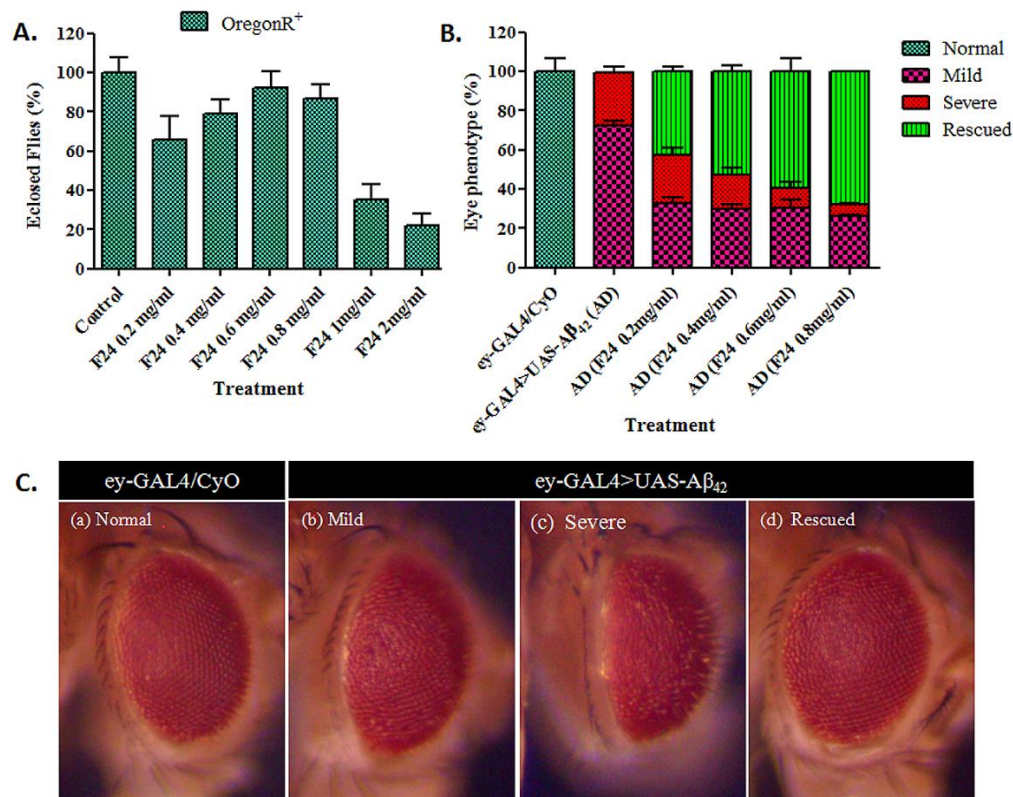 A.
OregonR+
120
100
80
60
40
20
0
Eclosed Flies (%)
Control
F24 0.2 mg/ml
F24 0.4 mg/ml
F24 0.6 mg/ml
F24 0.8 mg/ml
F24 1mg/ml
F24 2mg/ml
Treatment
B.
120
100
80
60
40
20
0
Eye phenotype (%)
ey-GAL4/CyO
ey-GAL4>UAS-Aβ42 (AD)
AD (F24 0.2mg/ml)
AD (F24 0.4mg/ml)
AD (F24 0.6mg/ml)
AD (F24 0.8mg/ml)
Treatment
Normal
Mild
Severe
Rescued
C.
ey-GAL4/CyO
ey-GAL4>UAS-Aβ42
(a) Normal
(b) Mild
(c) Severe
(d) Rescued